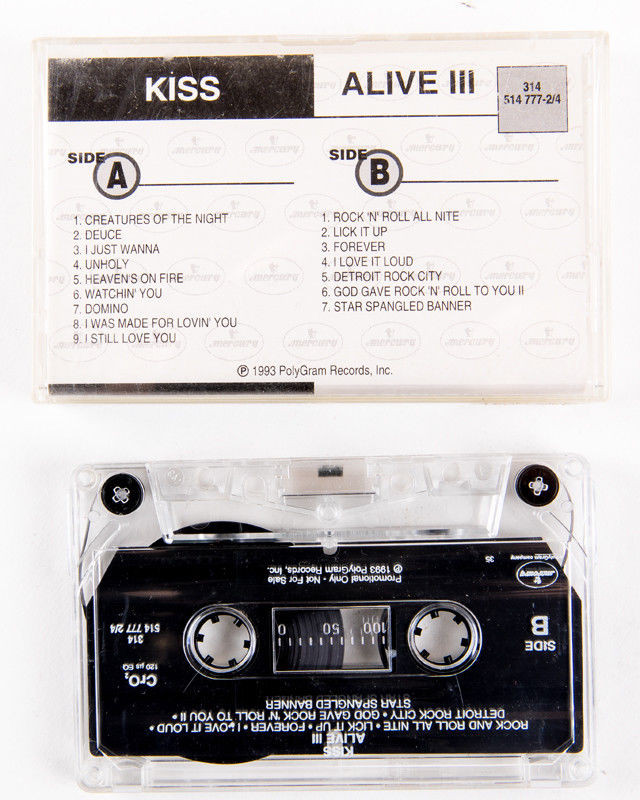 KISS
ALIVE III
314
514 777-2/4
SIDE A
1. CREATURES OF THE NIGHT
2. DEUCE
3. I JUST WANNA
4. UNHOLY
5. HEAVEN'S ON FIRE
6. WATCHIN' YOU
7. DOMINO
8. I WAS MADE FOR LOVIN' YOU
9. I STILL LOVE YOU
SIDE B
1. ROCK 'N' ROLL ALL NITE
2. LICK IT UP
3. FOREVER
4. I LOVE IT LOUD
5. DETROIT ROCK CITY
6. GOD GAVE ROCK 'N' ROLL TO YOU II
7. STAR SPANGLED BANNER
℗ 1993 PolyGram Records, Inc.
KISS
ALIVE III
ROCK AND ROLL ALL NITE • LICK IT UP • FOREVER • I LOVE IT LOUD •
DETROIT ROCK CITY • GOD GAVE ROCK 'N' ROLL TO YOU II •
STAR SPANGLED BANNER
SIDE
B
100 50 0
CrO₂
120 µs EQ
314
514 777 2/4
mercury
a PolyGram company
35
Promotional Only - Not For Sale
℗ 1993 PolyGram Records, Inc.